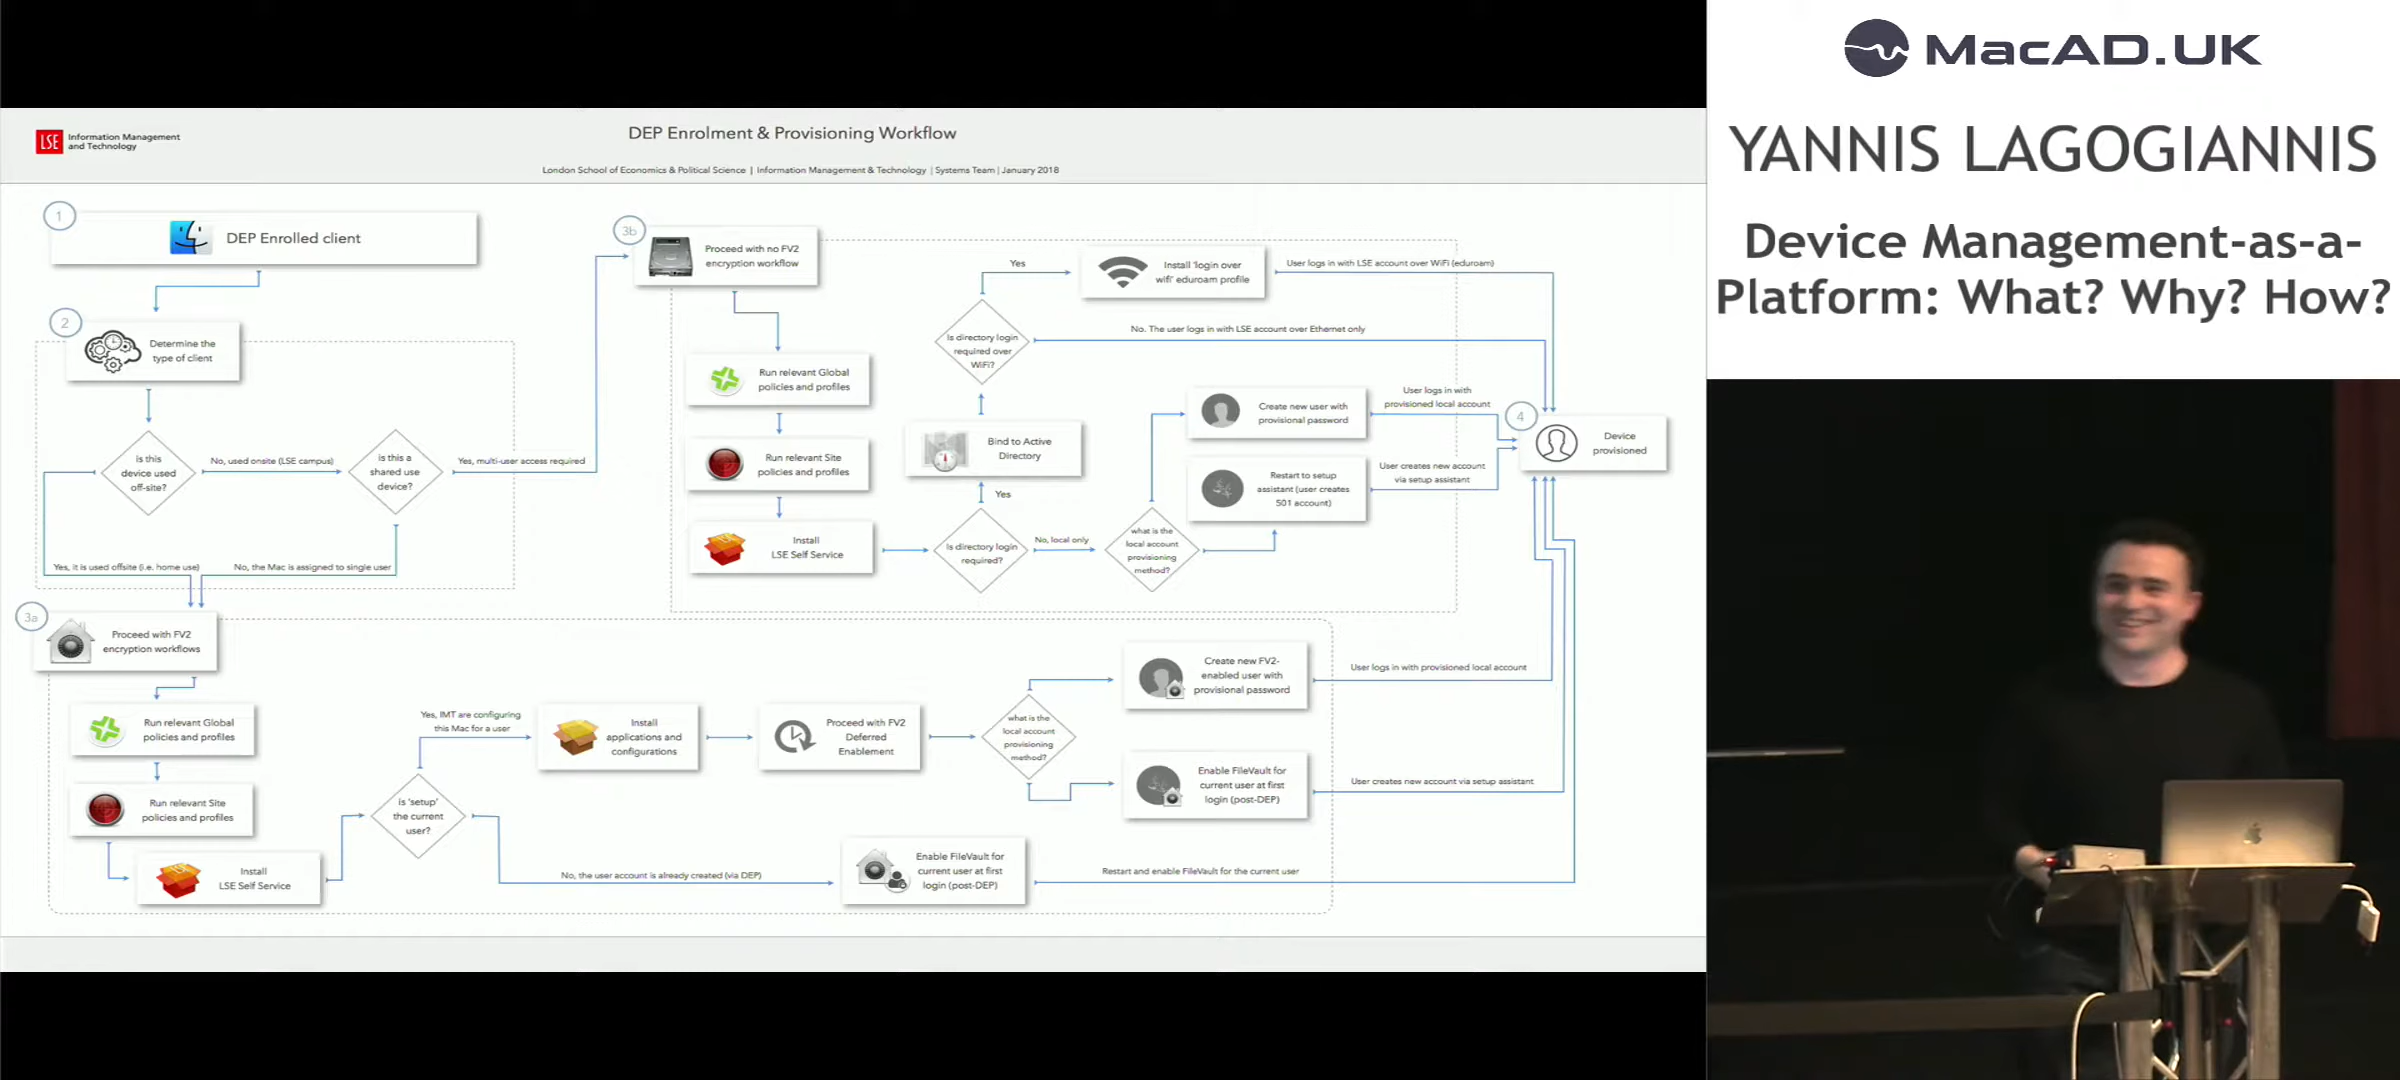 LSE
Information Management
and Technology
DEP Enrolment & Provisioning Workflow
London School of Economics & Political Science | Information Management & Technology | Systems Team | January 2018
1
DEP Enrolled client
2
Determine the
type of client
Is this
device used
off-site?
No, used onsite (LSE campus)
is this a
shared use
device?
Yes, multi-user access required
Yes, it is used offsite (i.e. home use)
No, the Mac is assigned to single user
3b
Proceed with no FV2
encryption workflow
Run relevant Global
policies and profiles
Run relevant Site
policies and profiles
Install
LSE Self Service
Is directory login
required?
Yes
Bind to Active
Directory
Is directory login
required over
WiFi?
Yes
Install 'login over
wifi' eduroam profile
User logs in with LSE account over WiFi (eduroam)
No. The user logs in with LSE account over Ethernet only
No, local only
what is the
local account
provisioning
method?
Create new user with
provisional password
User logs in with
provisioned local account
Restart to setup
assistant (user creates
501 account)
User creates new account
via setup assistant
4
Device
provisioned
3a
Proceed with FV2
encryption workflows
Run relevant Global
policies and profiles
Run relevant Site
policies and profiles
Install
LSE Self Service
is 'setup'
the current
user?
Yes, IMT are configuring
this Mac for a user
Install
applications and
configurations
Proceed with FV2
Deferred
Enablement
what is the
local account
provisioning
method?
Create new FV2-
enabled user with
provisional password
User logs in with provisioned local account
Enable FileVault for
current user at first
login (post-DEP)
User creates new account via setup assistant
No, the user account is already created (via DEP)
Enable FileVault for
current user at first
login (post-DEP)
Restart and enable FileVault for the current user
MacAD.UK
YANNIS LAGOGIANNIS
Device Management-as-a-
Platform: What? Why? How?